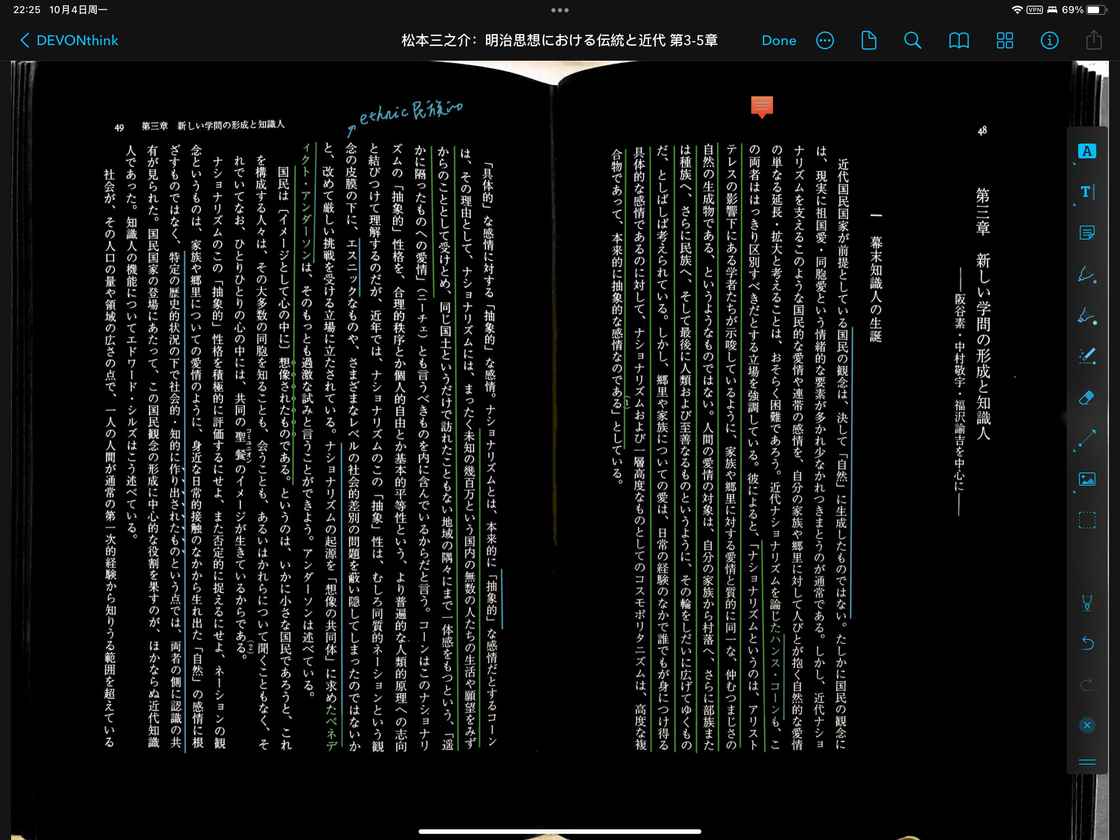 22:25 10月4日周一
VPN 69%
DEVONthink
松本三之介: 明治思想における伝統と近代 第3-5章
Done
48
第三章 新しい学問の形成と知識人
――阪谷素・中村敬宇・福沢諭吉を中心に――
一 幕末知識人の生誕
近代国民国家が前提としている国民の観念は、決して「自然」に生成したものではない。たしかに国民の観念に
は、現実に祖国愛・同胞愛という情緒的な要素が多かれ少なかれつきまとうのが通常である。しかし、近代ナショ
ナリズムを支えるこのような国民的な愛情や連帯の感情を、自分の家族や郷里に対して人びとが抱く自然的な愛情
の単なる延長・拡大と考えることは、おそらく困難であろう。近代ナショナリズムを論じたハンス・コーンも、こ
の両者ははっきり区別すべきだとする立場を強調している。彼によると、「ナショナリズムというのは、アリスト
テレスの影響下にある学者たちが示唆しているように、家族や郷里に対する愛情と質的に同一な、仲むつまじさの
自然の生成物である、というようなものではない。人間の愛情の対象は、自分の家族から村落へ、さらに部族また
は種族へ、さらに民族へ、そして最後に人類および至善なるものというように、その輪をしだいに広げてゆくもの
だ、としばしば考えられている。しかし、郷里や家族についての愛は、日常の経験のなかで誰でもが身につけ得る
具体的な感情であるのに対して、ナショナリズムおよび一層高度なものとしてのコスモポリタニズムは、高度な複
合物であって、本来的に抽象的な感情なのである」(1)としている。
49 第三章 新しい学問の形成と知識人
ethnic 民族的
「具体的」な感情に対する「抽象的」な感情。ナショナリズムとは、本来的に「抽象的」な感情だとするコーン
は、その理由として、ナショナリズムには、まったく未知の幾百万という国内の無数の人たちの生活や願望をみず
からのこととして受けとめ、同じ国土というだけで訪れたこともない地域の隅々にまで一体感をもつという、「遥
かに隔ったものへの愛情」(ニーチェ)とも言うべきものを内に含んでいるからだと言う。コーンはこのナショナリ
ズムの「抽象的」性格を、合理的秩序とか個人的自由とか基本的平等性という、より普遍的な人類的原理への志向
と結びつけて理解するのだが、近年では、ナショナリズムのこの「抽象」性は、むしろ同質的ネーションという観
念の皮膜の下に、エスニックなものや、さまざまなレベルの社会的差別の問題を蔽い隠してしまったのではないか
と、改めて厳しい挑戦を受ける立場に立たされている。ナショナリズムの起源を「想像の共同体」に求めたベネデ
ィクト・アンダーソンは、そのもっとも過激な試みと言うことができよう。アンダーソンは述べている。
国民は〔イメージとして心の中に〕想像されたものである。というのは、いかに小さな国民であろうと、これ
を構成する人々は、その大多数の同胞を知ることも、会うことも、あるいはかれらについて聞くこともなく、そ
れでいてなお、ひとりひとりの心の中には、共同の聖餐のイメージが生きているからである。(2)
ナショナリズムのこの「抽象的」性格を積極的に評価するにせよ、また否定的に捉えるにせよ、ネーションの観
念というものは、家族や郷里についての愛情のように、身近な日常的接触のなかから生れ出た「自然」の感情に根
ざすものではなく、特定の歴史的状況の下で社会的・知的に作り出されたものという点では、両者の側に認識の共
有が見られた。国民国家の登場にあたって、この国民観念の形成に中心的な役割を果すのが、ほかならぬ近代知識
人であった。知識人の機能についてエドワード・シルズはこう述べている。
社会が、その人口の量や領域の広さの点で、一人の人間が通常の第一次的経験から知りうる範囲を超えている